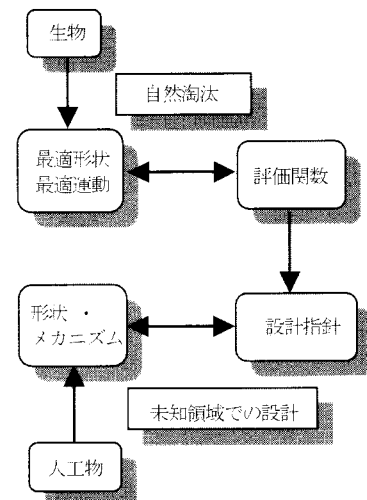 生物
自然淘汰
最適形状
最適運動
評価関数
形状 ・
メカニズム
設計指針
未知領域での設計
人工物